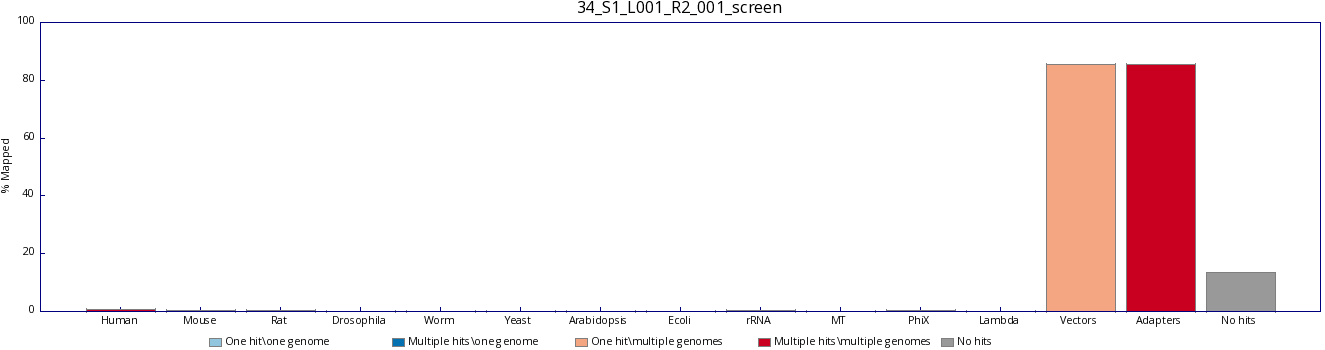 34_S1_L001_R2_001_screen
100
80
60
40
20
0
% Mapped
Human Mouse Rat Drosophila Worm Yeast Arabidopsis Ecoli rRNA MT PhiX Lambda Vectors Adapters No hits
One hit\one genome Multiple hits\one genome One hit\multiple genomes Multiple hits\multiple genomes No hits